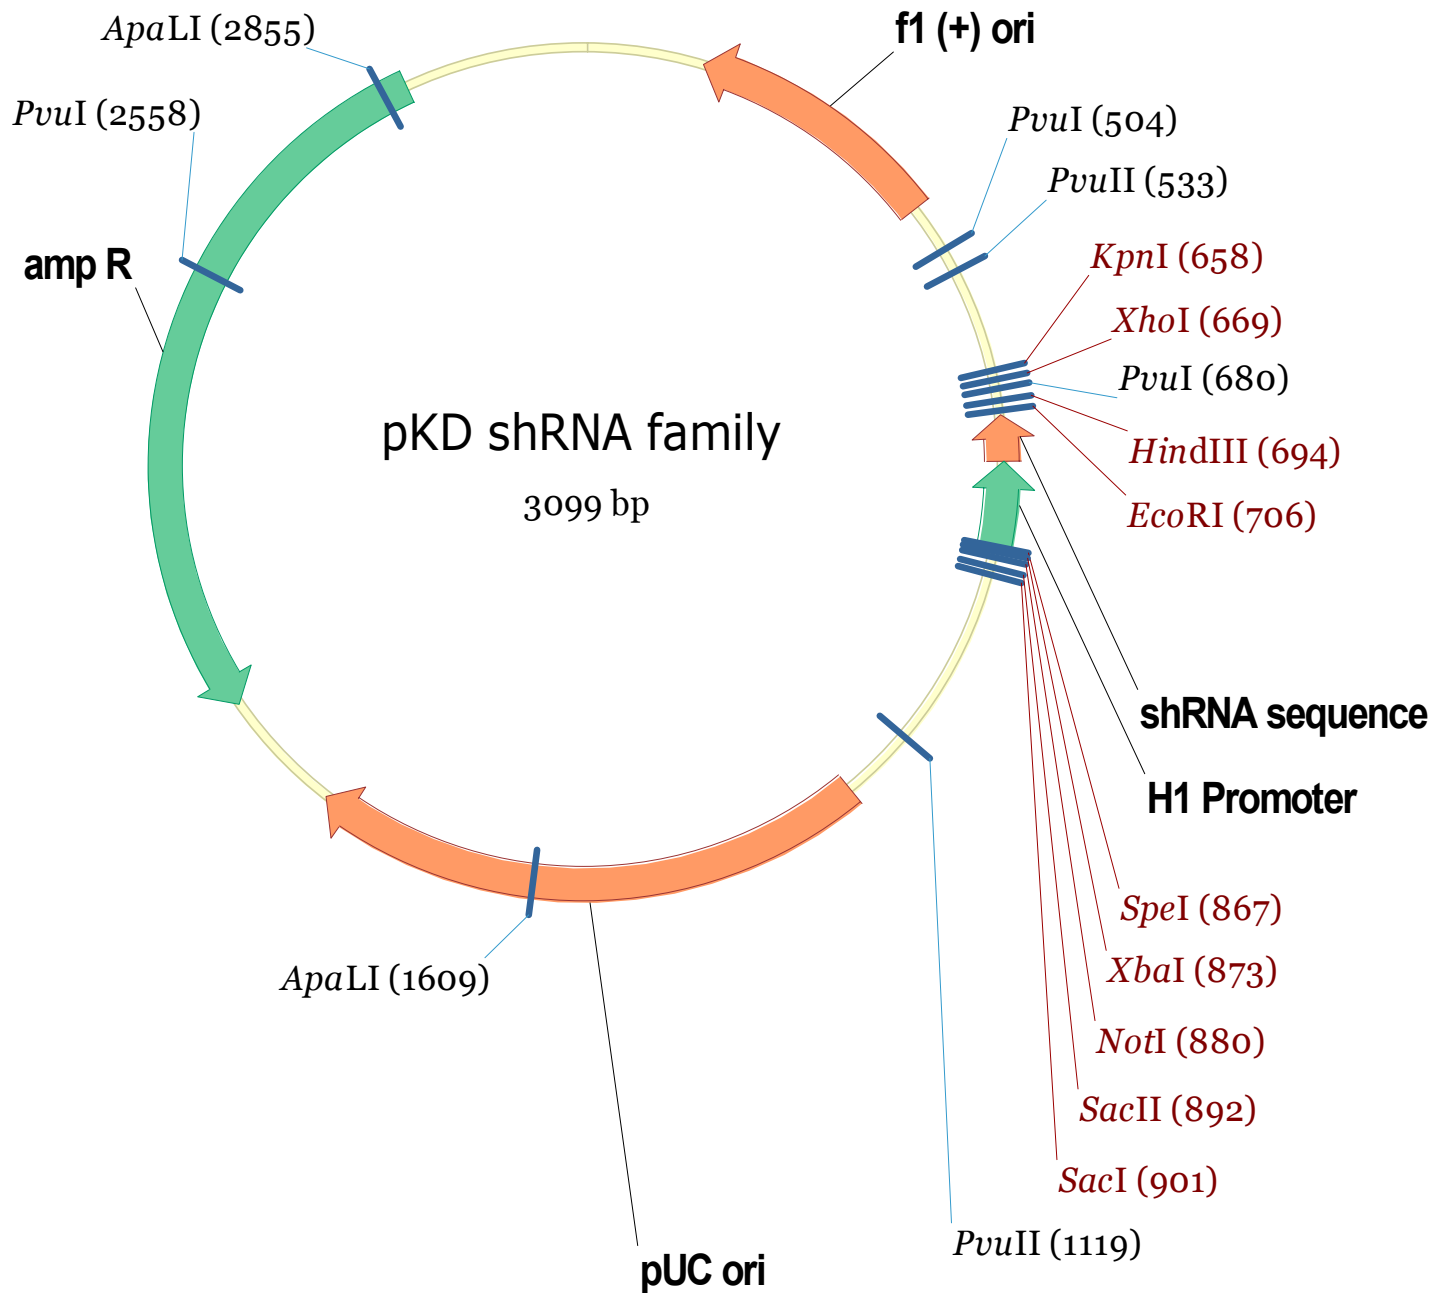 f1 (+) ori
ApaLI (2855)
PvuI (2558)
PvuI (504)
PvuII (533)
KpnI (658)
amp R
XhoI (669)
PvuI (680)
pKD shRNA family
HindIII (694)
3099 bp
EcoRI (706)
shRNA sequence
H1 Promoter
SpeI (867)
XbaI (873)
ApaLI (1609)
NotI (880)
SacII (892)
SacI (901)
PvuII (1119)
pUC ori